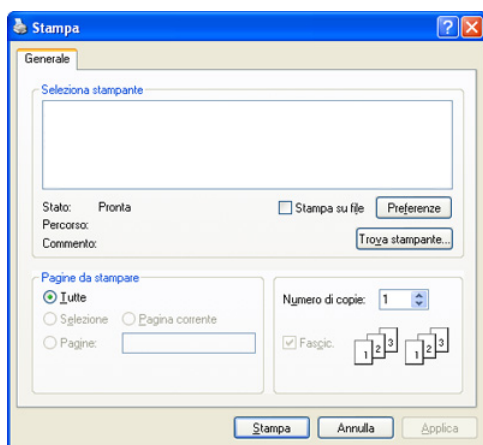 Stampa
Generale
Seleziona stampante
Stato: Pronta
Stampa su file Preferenze
Percorso:
Commento:
Trova stampante...
Pagine da stampare
Tutte
Selezione Pagina corrente
Pagine:
Numero di copie: 1
Fascic.
1 2 3 1 2 3
Stampa Annulla Applica